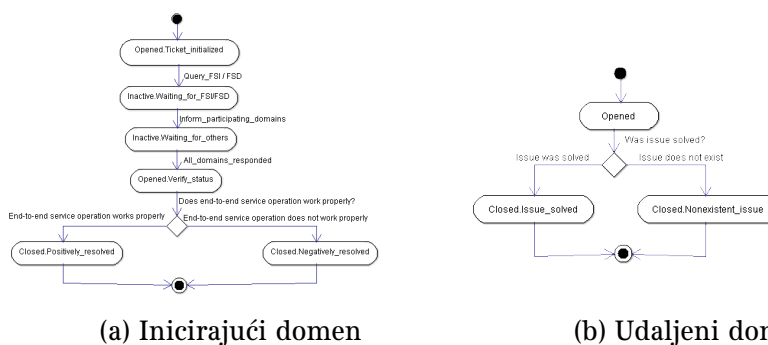 Opened.Ticket_initialized
Query_FSI / FSD
Inactive.Waiting_for_FSI/FSD
Inform_participating_domains
Inactive.Waiting_for_others
All_domains_responded
Opened.Verify_status
Does end-to-end service operation work properly?
End-to-end service operation works properly
End-to-end service operation does not work properly
Closed.Positively_resolved
Closed.Negatively_resolved
(a) Inicirajući domen
Opened
Was issue solved?
Issue was solved
Issue does not exist
Closed.Issue_solved
Closed.Nonexistent_issue
(b) Udaljeni